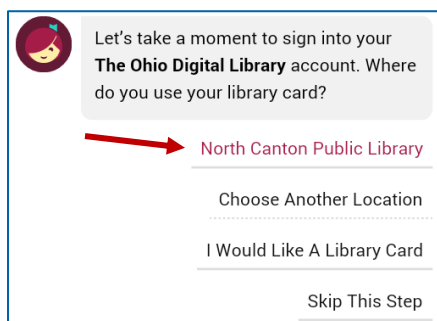 Let's take a moment to sign into your
The Ohio Digital Library account. Where
do you use your library card?
North Canton Public Library
Choose Another Location
I Would Like A Library Card
Skip This Step